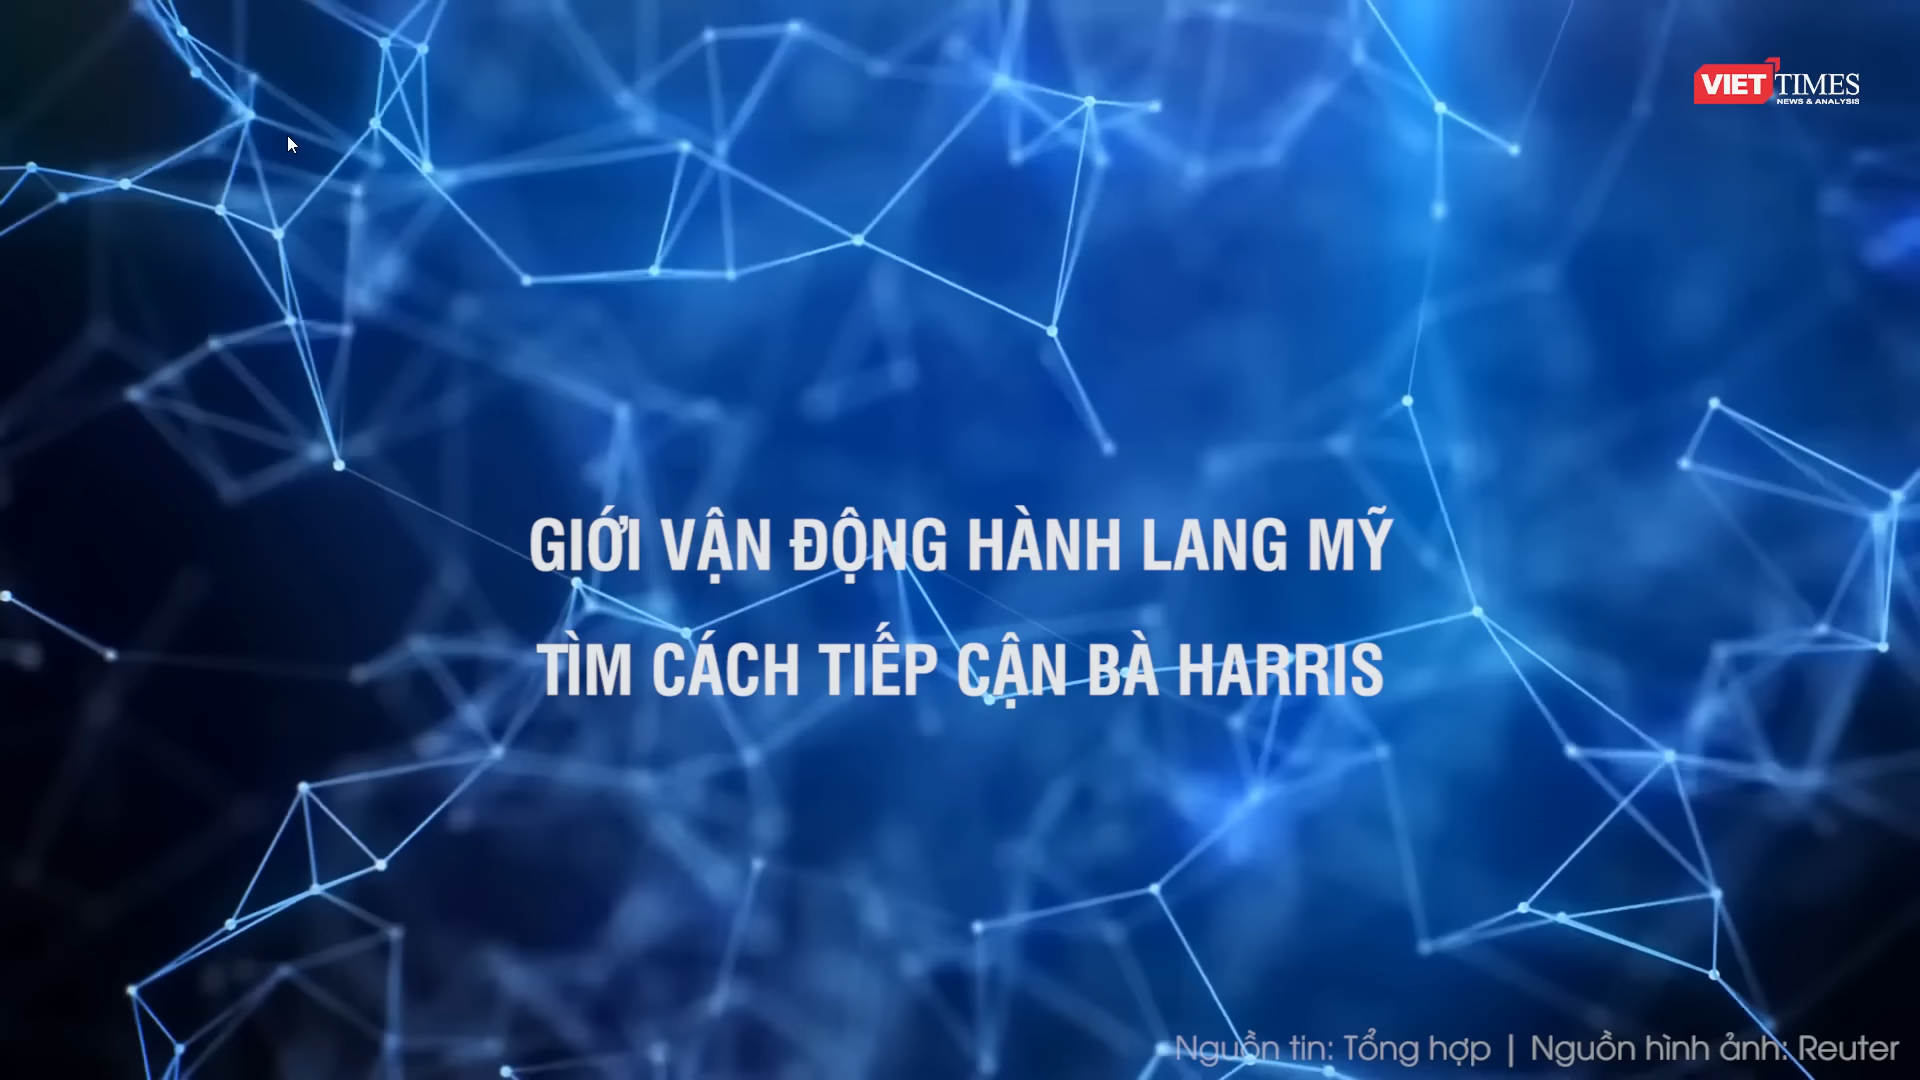 VIETTIMES
NEWS & ANALYSIS
GIỚI VẬN ĐỘNG HÀNH LANG MỸ
TÌM CÁCH TIẾP CẬN BÀ HARRIS
Nguồn tin: Tổng hợp | Nguồn hình ảnh: Reuter